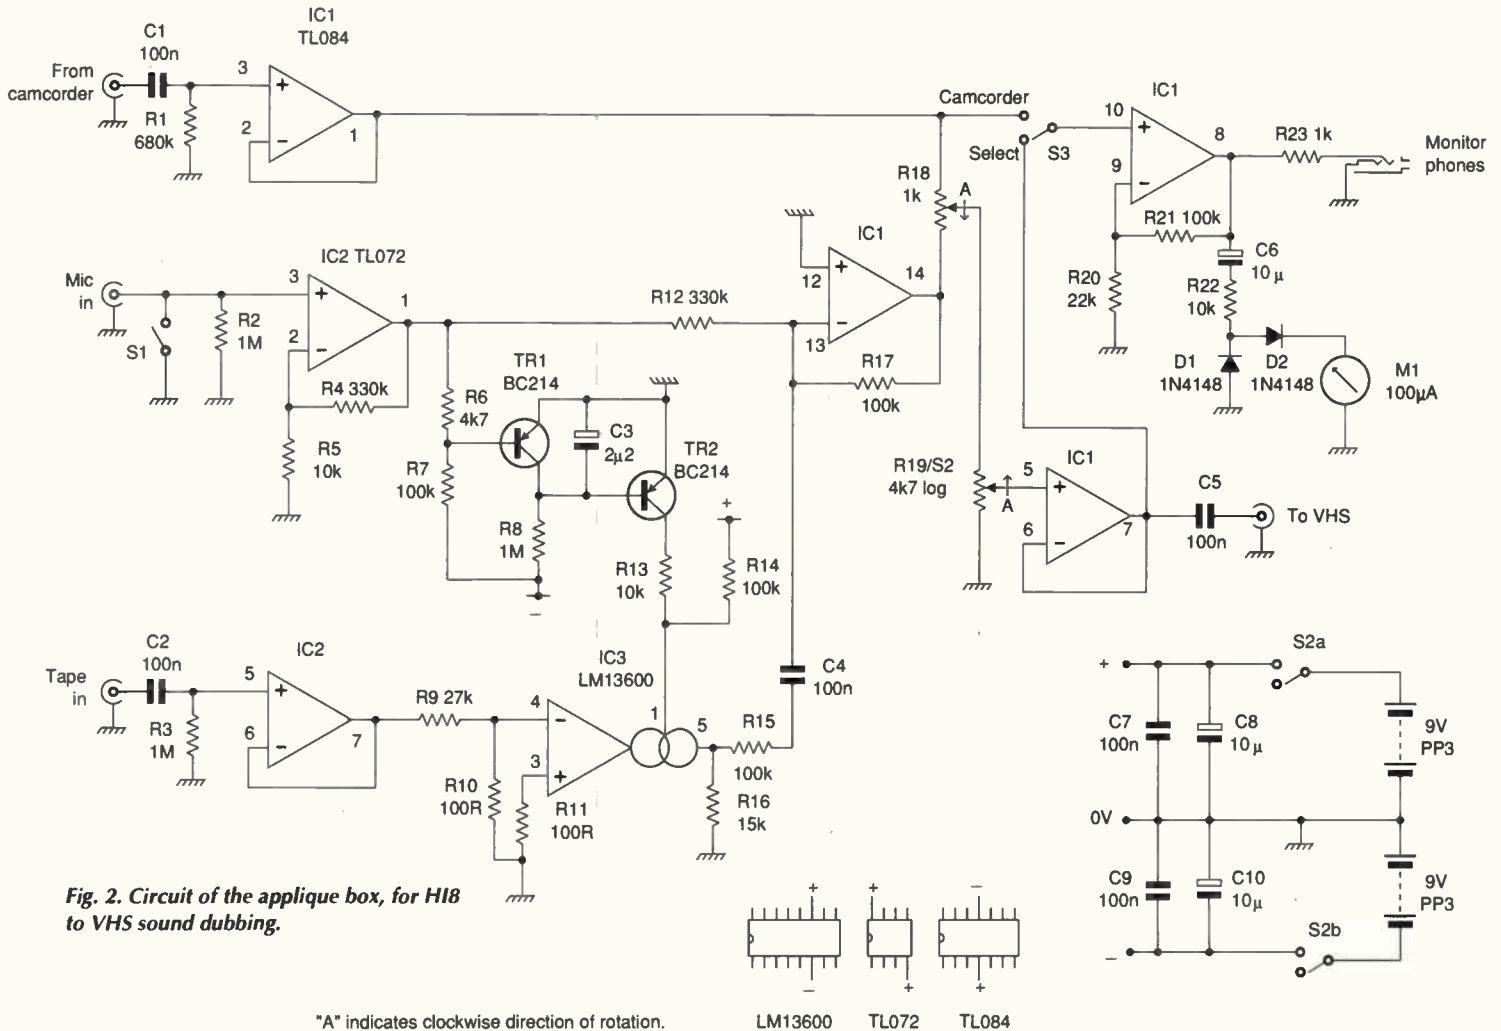 IC1
TL084
C1
100n
From
camcorder
3
+
R1
680k
2
−
1
Camcorder
Select
S3
IC1
10
+
9
−
8
R23 1k
Monitor
phones
R21 100k
C6
10 µ
R20
22k
R22
10k
D1
1N4148
D2
1N4148
M1
100µA
R18
1k
A
IC1
12
+
14
−
13
R17
100k
Mic
in
S1
R2
1M
IC2 TL072
3
+
1
2
−
R4 330k
R5
10k
R12 330k
R6
4k7
TR1
BC214
R7
100k
C3
2µ2
TR2
BC214
R8
1M
−
R13
10k
+
R14
100k
R19/S2
4k7 log
A
IC1
5
+
6
−
7
C5
100n
To VHS
Tape
in
C2
100n
R3
1M
IC2
5
+
6
−
7
R9 27k
R10
100R
R11
100R
IC3
LM13600
4
−
3
+
1
5
R15
100k
R16
15k
C4
100n
S2a
+
C7
100n
C8
10 µ
9V
PP3
0V
C9
100n
C10
10µ
9V
PP3
−
S2b
Fig. 2. Circuit of the applique box, for HI8
to VHS sound dubbing.
+
−
LM13600
+
+
TL072
−
+
TL084
"A" indicates clockwise direction of rotation.